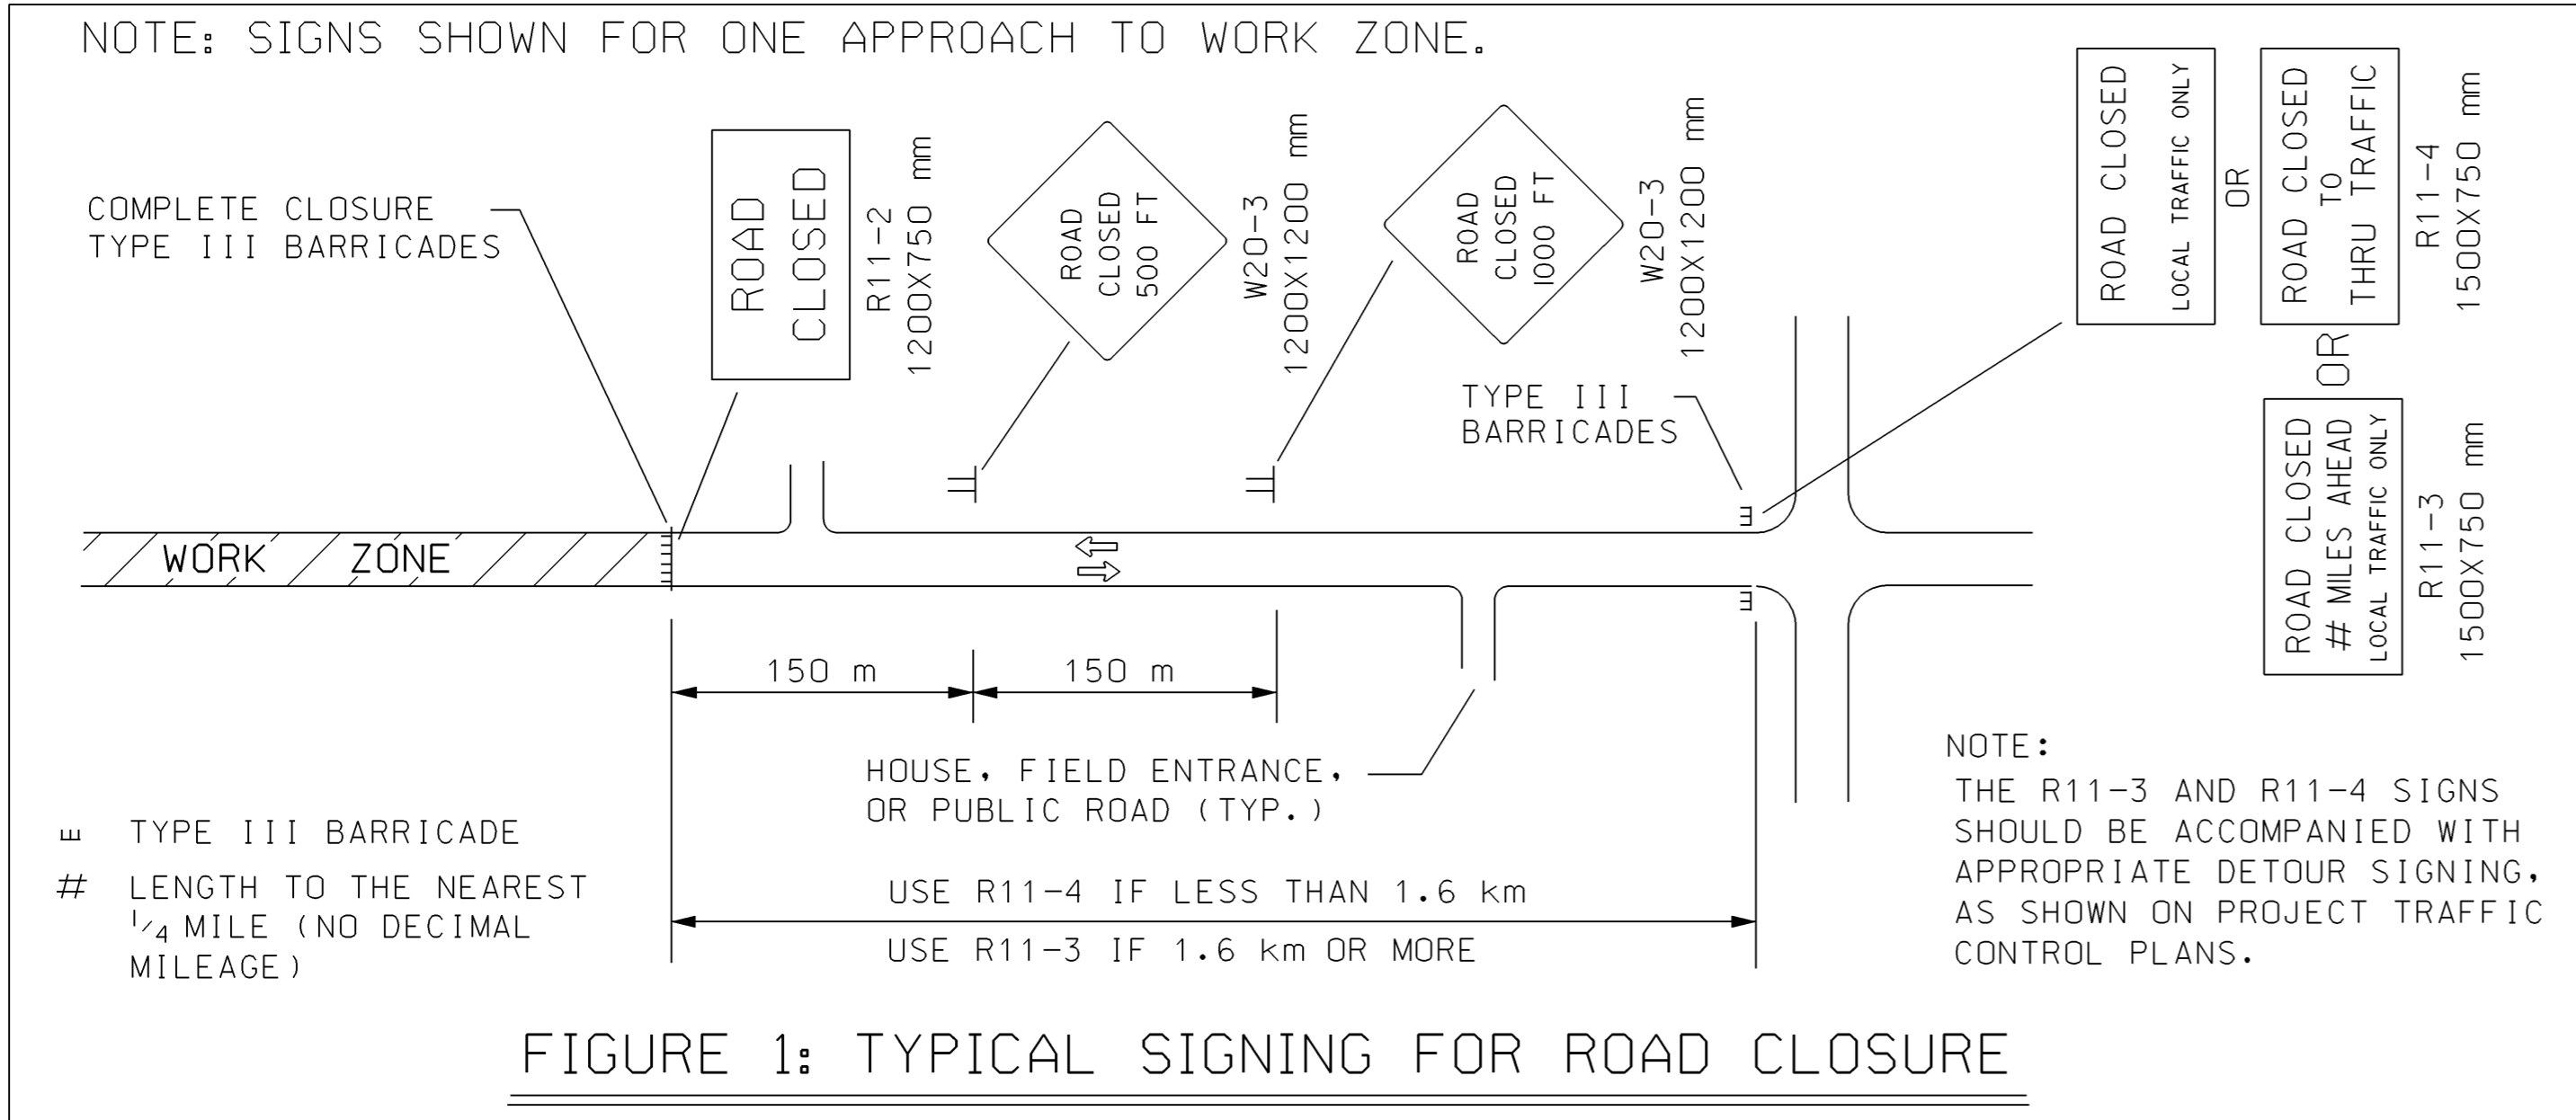 NOTE: SIGNS SHOWN FOR ONE APPROACH TO WORK ZONE.
COMPLETE CLOSURE
TYPE III BARRICADES
ROAD
CLOSED
R11-2
1200X750 mm
ROAD
CLOSED
500 FT
W20-3
1200X1200 mm
ROAD
CLOSED
1000 FT
W20-3
1200X1200 mm
TYPE III
BARRICADES
ROAD CLOSED
LOCAL TRAFFIC ONLY
OR
ROAD CLOSED
TO
THRU TRAFFIC
R11-4
1500X750 mm
OR
ROAD CLOSED
# MILES AHEAD
LOCAL TRAFFIC ONLY
R11-3
1500X750 mm
WORK ZONE
150 m
150 m
HOUSE, FIELD ENTRANCE,
OR PUBLIC ROAD (TYP.)
TYPE III BARRICADE
# LENGTH TO THE NEAREST
1/4 MILE (NO DECIMAL
MILEAGE)
USE R11-4 IF LESS THAN 1.6 km
USE R11-3 IF 1.6 km OR MORE
NOTE:
THE R11-3 AND R11-4 SIGNS
SHOULD BE ACCOMPANIED WITH
APPROPRIATE DETOUR SIGNING,
AS SHOWN ON PROJECT TRAFFIC
CONTROL PLANS.
FIGURE 1: TYPICAL SIGNING FOR ROAD CLOSURE